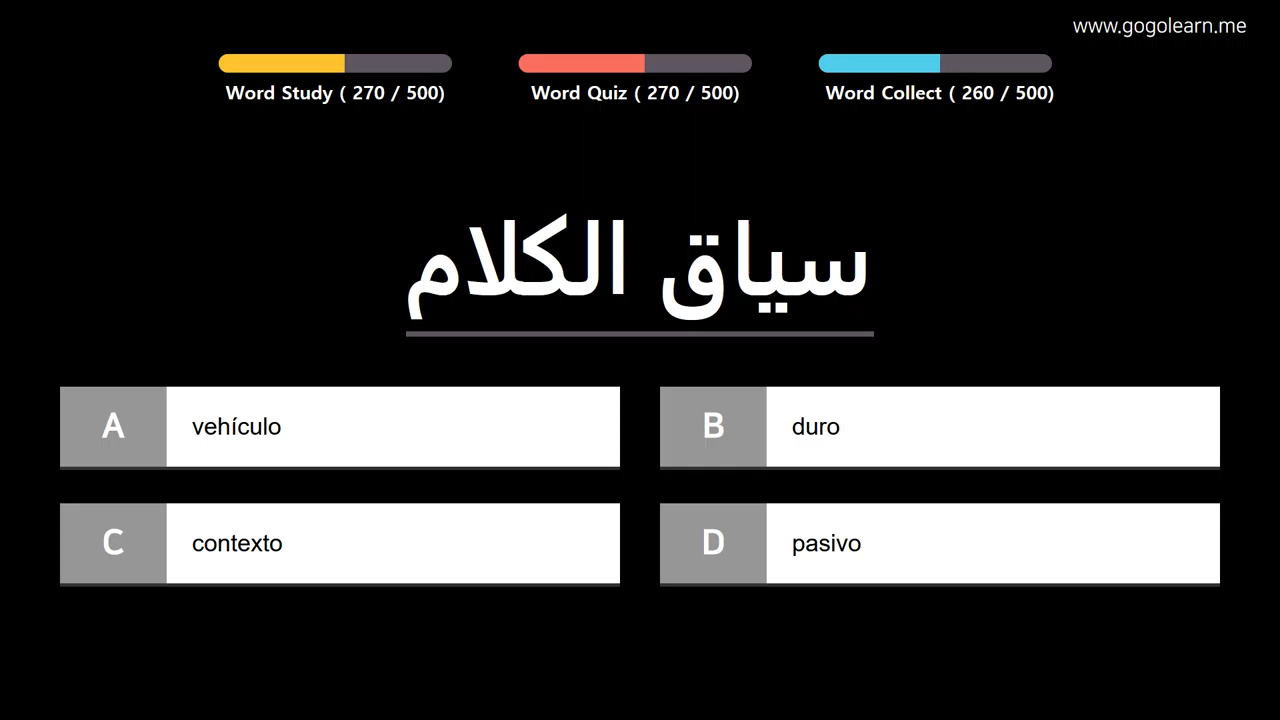 www.gogolearn.me
Word Study ( 270 / 500)
Word Quiz ( 270 / 500)
Word Collect ( 260 / 500)
سياق الكلام
A vehículo
B duro
C contexto
D pasivo